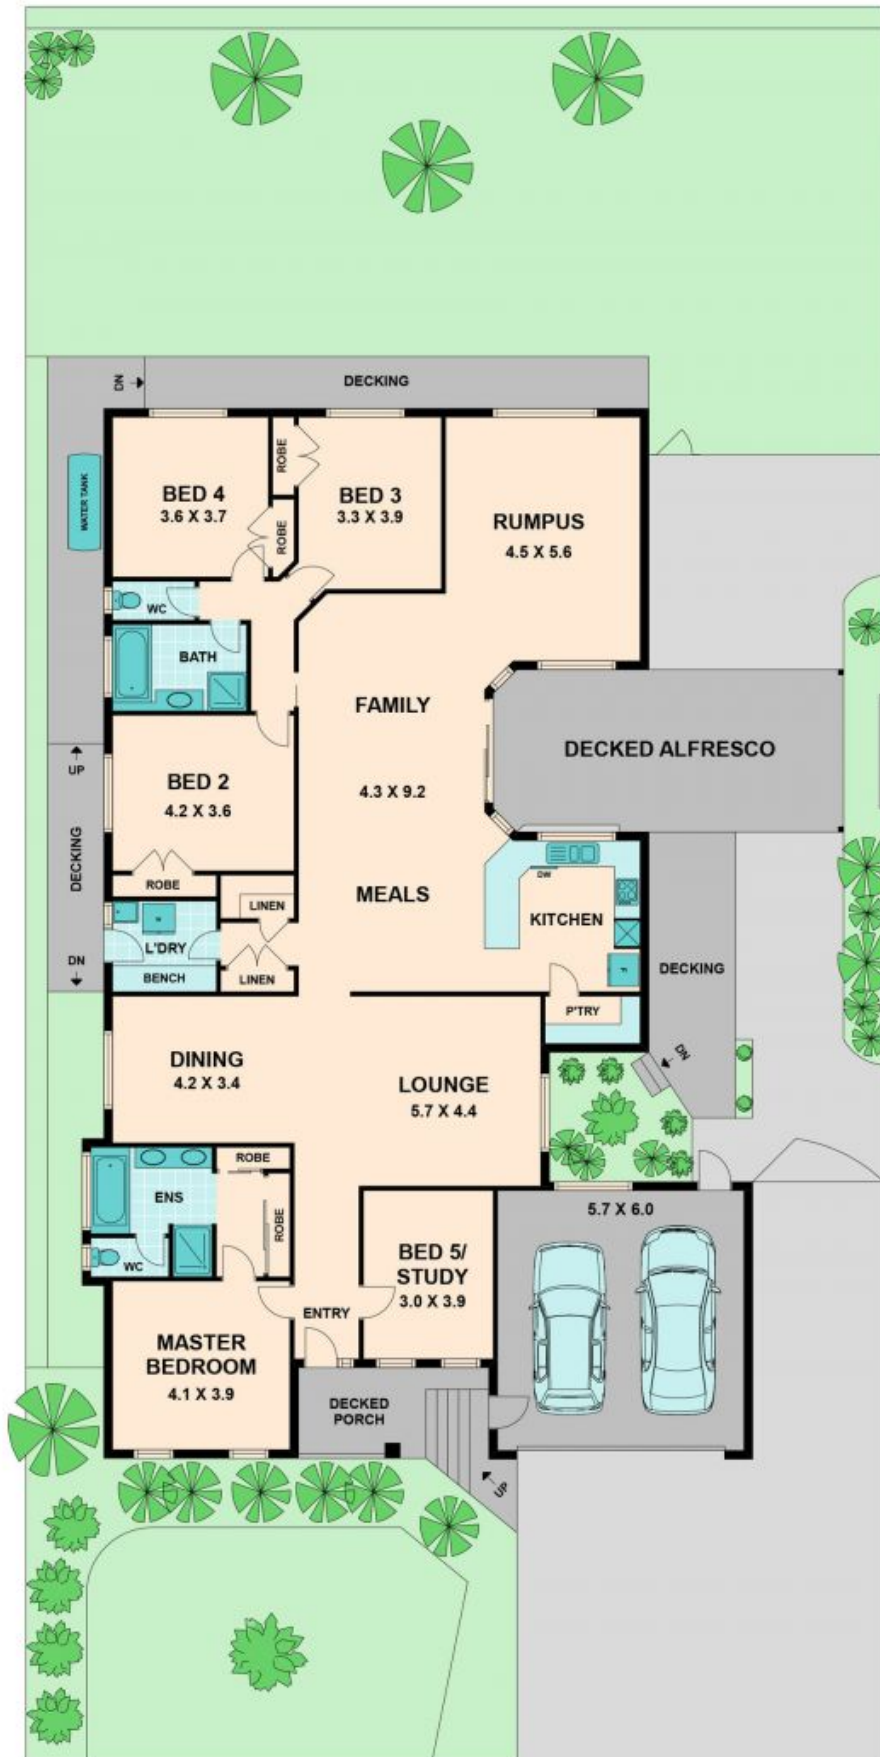 DN
DECKING
WATER TANK
BED 4
3.6 X 3.7
ROBE
ROBE
BED 3
3.3 X 3.9
RUMPUS
4.5 X 5.6
WC
BATH
FAMILY
4.3 X 9.2
MEALS
DECKED ALFRESCO
UP
DECKING
DN
BED 2
4.2 X 3.6
ROBE
LINEN
L'DRY
BENCH
LINEN
DW
KITCHEN
F
P'TRY
DECKING
DN
DINING
4.2 X 3.4
LOUNGE
5.7 X 4.4
ROBE
ENS
ROBE
WC
BED 5/
STUDY
3.0 X 3.9
5.7 X 6.0
ENTRY
MASTER
BEDROOM
4.1 X 3.9
DECKED
PORCH
UP